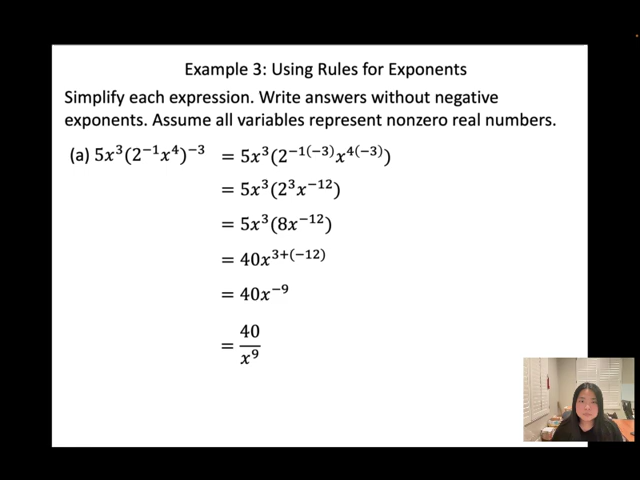 Example 3: Using Rules for Exponents
Simplify each expression. Write answers without negative
exponents. Assume all variables represent nonzero real numbers.
(a) 5x³(2⁻¹x⁴)⁻³ = 5x³(2⁻¹⁽⁻³⁾x⁴⁽⁻³⁾)
= 5x³(2³x⁻¹²)
= 5x³(8x⁻¹²)
= 40x³⁺⁽⁻¹²⁾
= 40x⁻⁹
= 40/x⁹